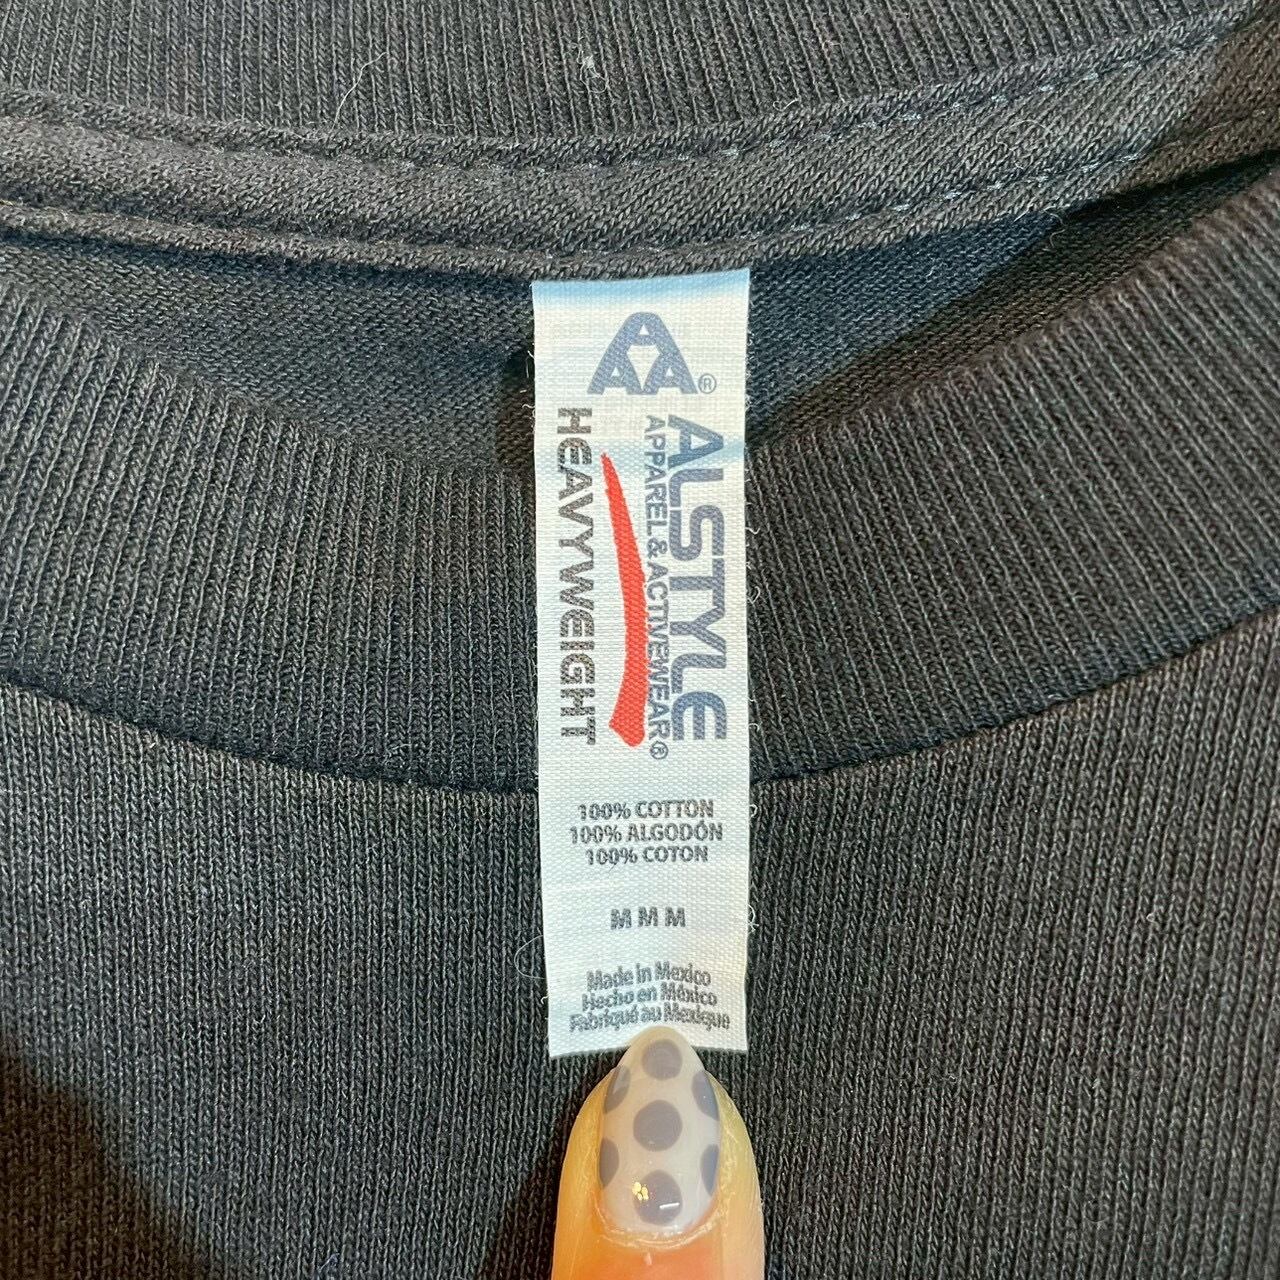 AAA®
ALSTYLE
APPAREL & ACTIVEWEAR®
HEAVYWEIGHT
100% COTTON
100% ALGODÓN
100% COTON
M M M
Made in Mexico
Hecho en México
Fabriqué au Mexique